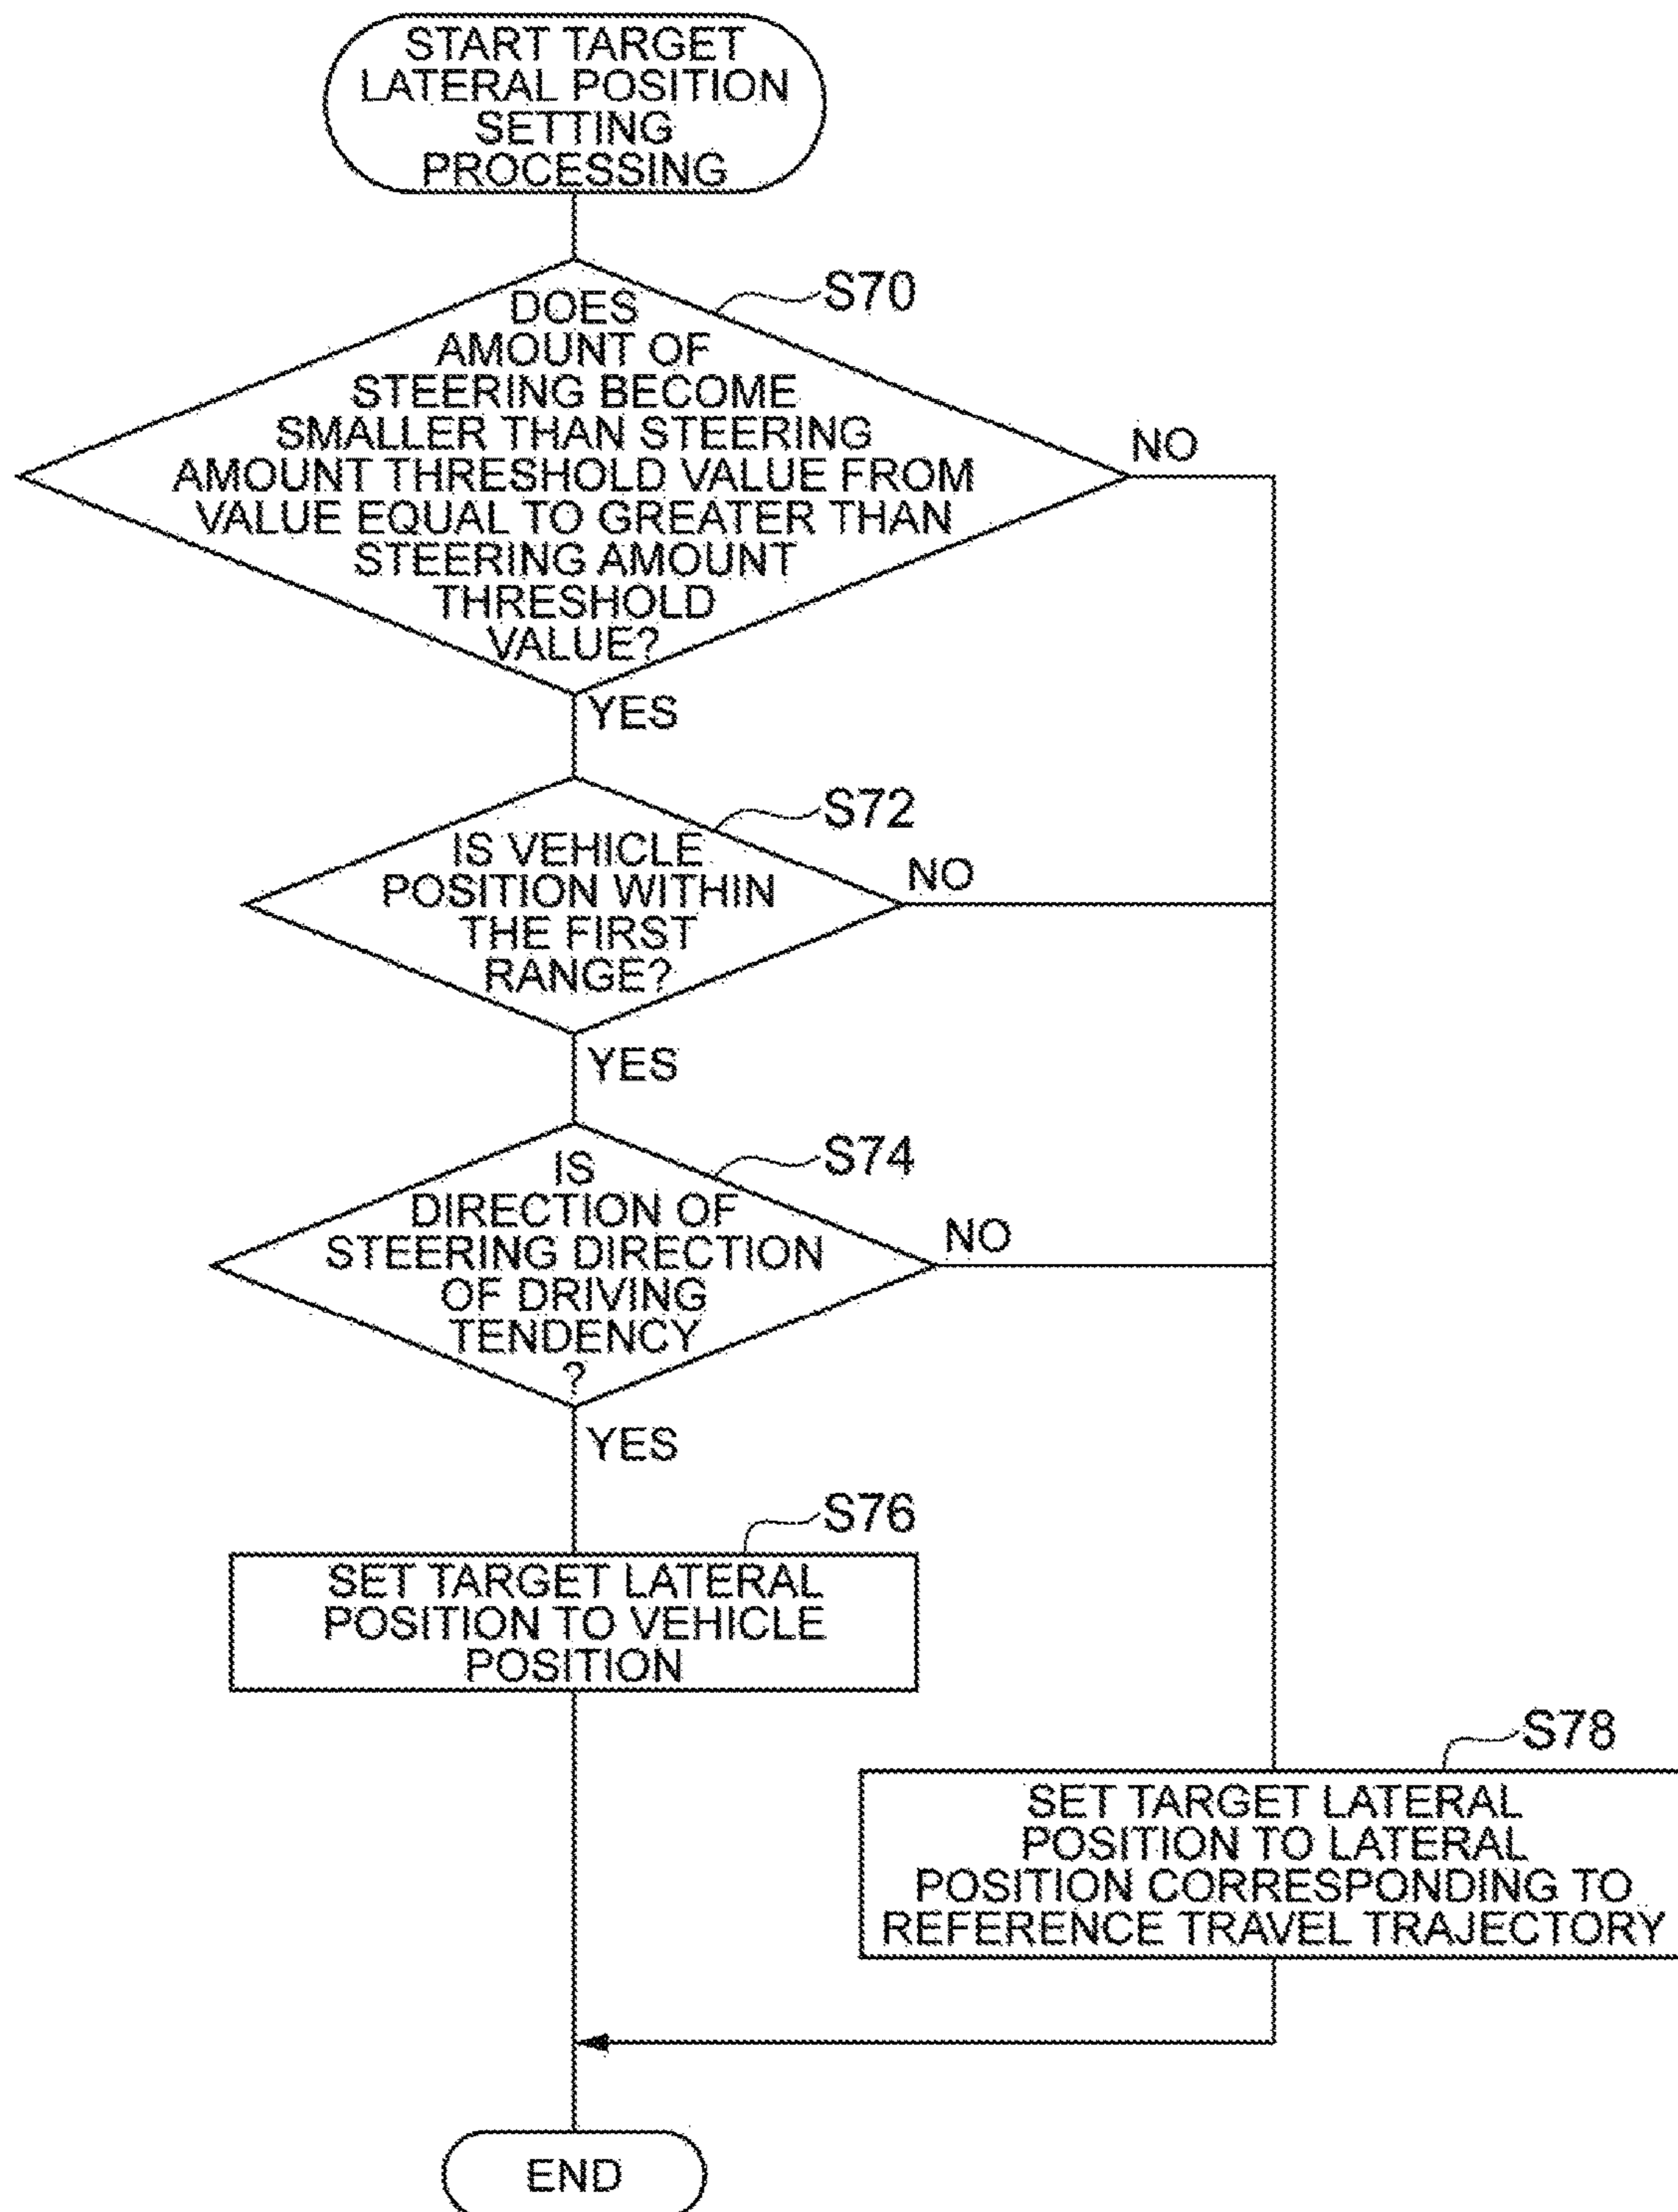 START TARGET
LATERAL POSITION
SETTING
PROCESSING
S70
DOES
AMOUNT OF
STEERING BECOME
SMALLER THAN STEERING
AMOUNT THRESHOLD VALUE FROM
VALUE EQUAL TO GREATER THAN
STEERING AMOUNT
THRESHOLD
VALUE?
NO
YES
S72
IS VEHICLE
POSITION WITHIN
THE FIRST
RANGE?
NO
YES
S74
IS
DIRECTION OF
STEERING DIRECTION
OF DRIVING
TENDENCY
?
NO
YES
S76
SET TARGET LATERAL
POSITION TO VEHICLE
POSITION
S78
SET TARGET LATERAL
POSITION TO LATERAL
POSITION CORRESPONDING TO
REFERENCE TRAVEL TRAJECTORY
END